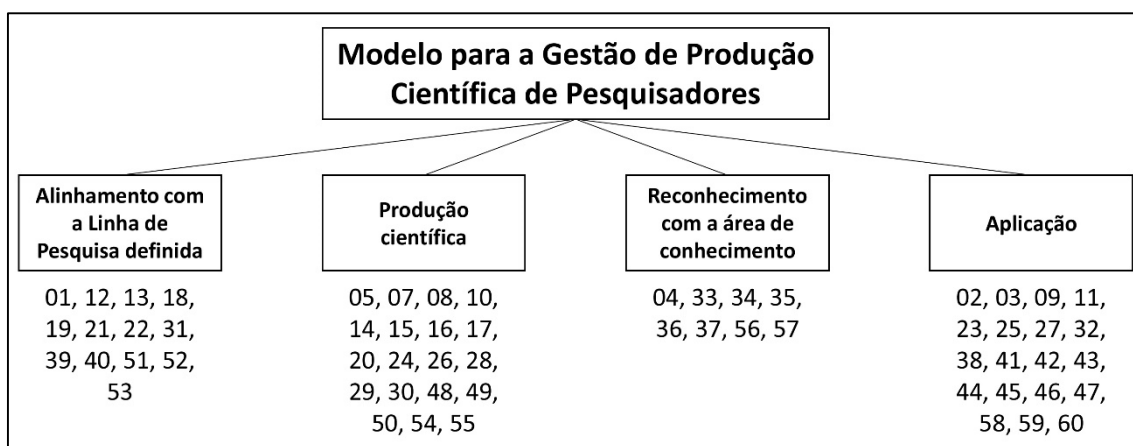 Modelo para a Gestão de Produção
Científica de Pesquisadores
Alinhamento com
a Linha de
Pesquisa definida
Produção
científica
Reconhecimento
com a área de
conhecimento
Aplicação
01, 12, 13, 18,
19, 21, 22, 31,
39, 40, 51, 52,
53
05, 07, 08, 10,
14, 15, 16, 17,
20, 24, 26, 28,
29, 30, 48, 49,
50, 54, 55
04, 33, 34, 35,
36, 37, 56, 57
02, 03, 09, 11,
23, 25, 27, 32,
38, 41, 42, 43,
44, 45, 46, 47,
58, 59, 60